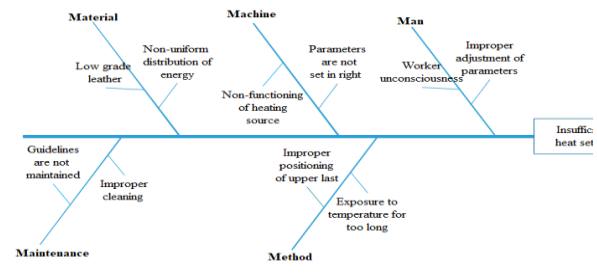 Material
Machine
Man
Low grade
leather
Non-uniform
distribution of
energy
Non-functioning
of heating
source
Parameters
are not
set in right
Worker
unconsciousness
Improper
adjustment of
parameters
heat set
Guidelines
are not
maintained
Improper
cleaning
Improper
positioning
of upper last
Exposure to
temperature for
too long
Maintenance
Method